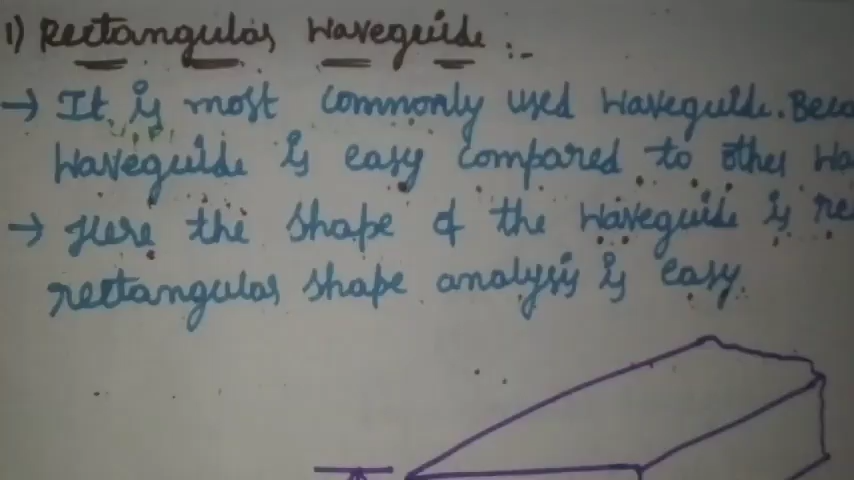 1) Rectangular Waveguide :-
→ It is most commonly used Waveguide. Beca
Waveguide is easy compared to other Wa
→ Here the shape of the Waveguide is re
rectangular shape analysis is easy.